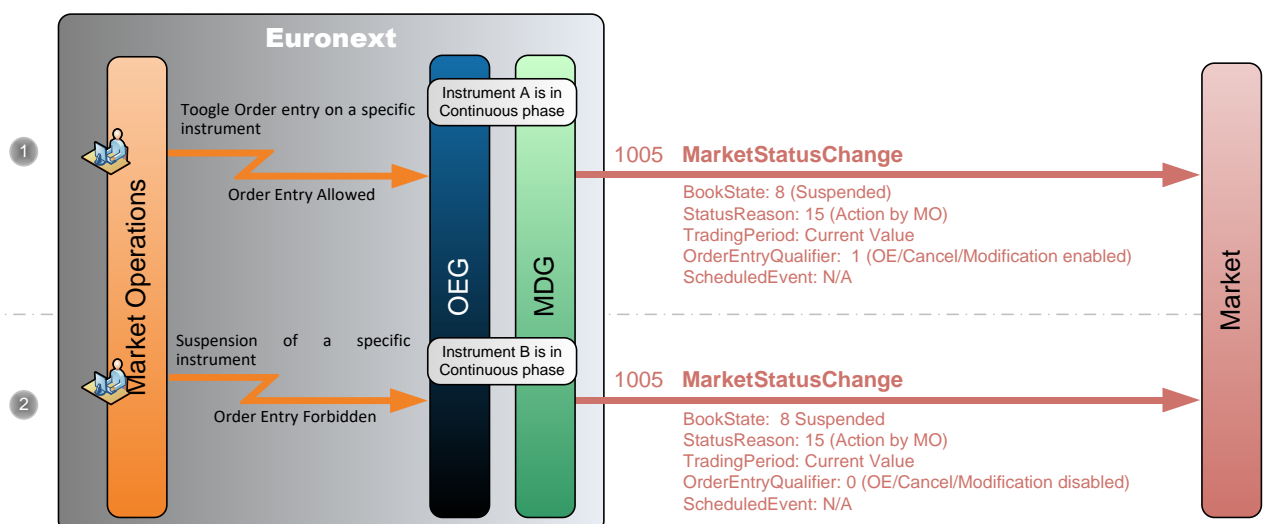 Euronext
Instrument A is in
Continuous phase
Toogle Order entry on a specific
instrument
1
Order Entry Allowed
1005 MarketStatusChange
BookState: 8 (Suspended)
StatusReason: 15 (Action by MO)
TradingPeriod: Current Value
OrderEntryQualifier: 1 (OE/Cancel/Modification enabled)
ScheduledEvent: N/A
Market Operations
OEG
MDG
Market
Suspension of a specific
instrument
Instrument B is in
Continuous phase
2
Order Entry Forbidden
1005 MarketStatusChange
BookState: 8 Suspended
StatusReason: 15 (Action by MO)
TradingPeriod: Current Value
OrderEntryQualifier: 0 (OE/Cancel/Modification disabled)
ScheduledEvent: N/A